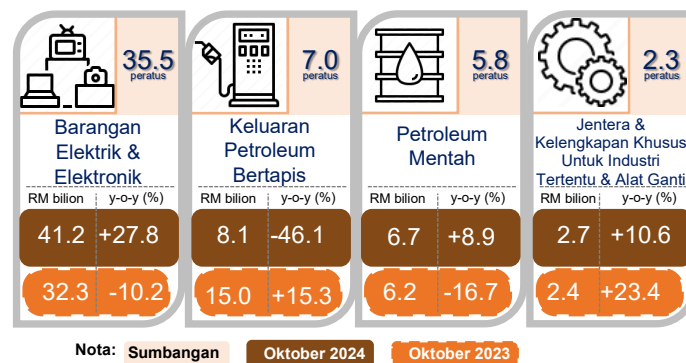 35.5
peratus
Barangan
Elektrik &
Elektronik
RM bilion y-o-y (%)
41.2 +27.8
32.3 -10.2
7.0
peratus
Keluaran
Petroleum
Bertapis
RM bilion y-o-y (%)
8.1 -46.1
15.0 +15.3
5.8
peratus
Petroleum
Mentah
RM bilion y-o-y (%)
6.7 +8.9
6.2 -16.7
2.3
peratus
Jentera &
Kelengkapan Khusus
Untuk Industri
Tertentu & Alat Ganti
RM bilion y-o-y (%)
2.7 +10.6
2.4 +23.4
Nota: Sumbangan Oktober 2024 Oktober 2023